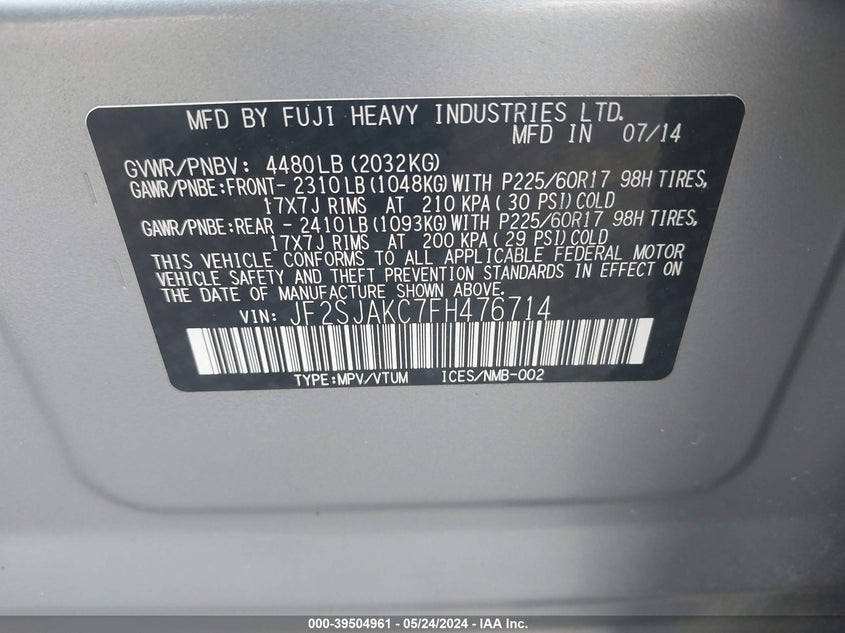 MFD BY FUJI HEAVY INDUSTRIES LTD.
MFD IN 07/14
GVWR/PNBV: 4480LB (2032KG)
GAWR/PNBE:FRONT- 2310LB (1048KG) WITH P225/60R17 98H TIRES,
17X7J RIMS AT 210 KPA ( 30 PSI) COLD
GAWR/PNBE:REAR - 2410LB (1093KG) WITH P225/60R17 98H TIRES,
17X7J RIMS AT 200 KPA ( 29 PSI) COLD
THIS VEHICLE CONFORMS TO ALL APPLICABLE FEDERAL MOTOR
VEHICLE SAFETY AND THEFT PREVENTION STANDARDS IN EFFECT ON
THE DATE OF MANUFACTURE SHOWN ABOVE.
VIN: JF2SJAKC7FH476714
TYPE:MPV/VTUM ICES/NMB-002
000-39504961 - 05/24/2024 - IAA Inc.